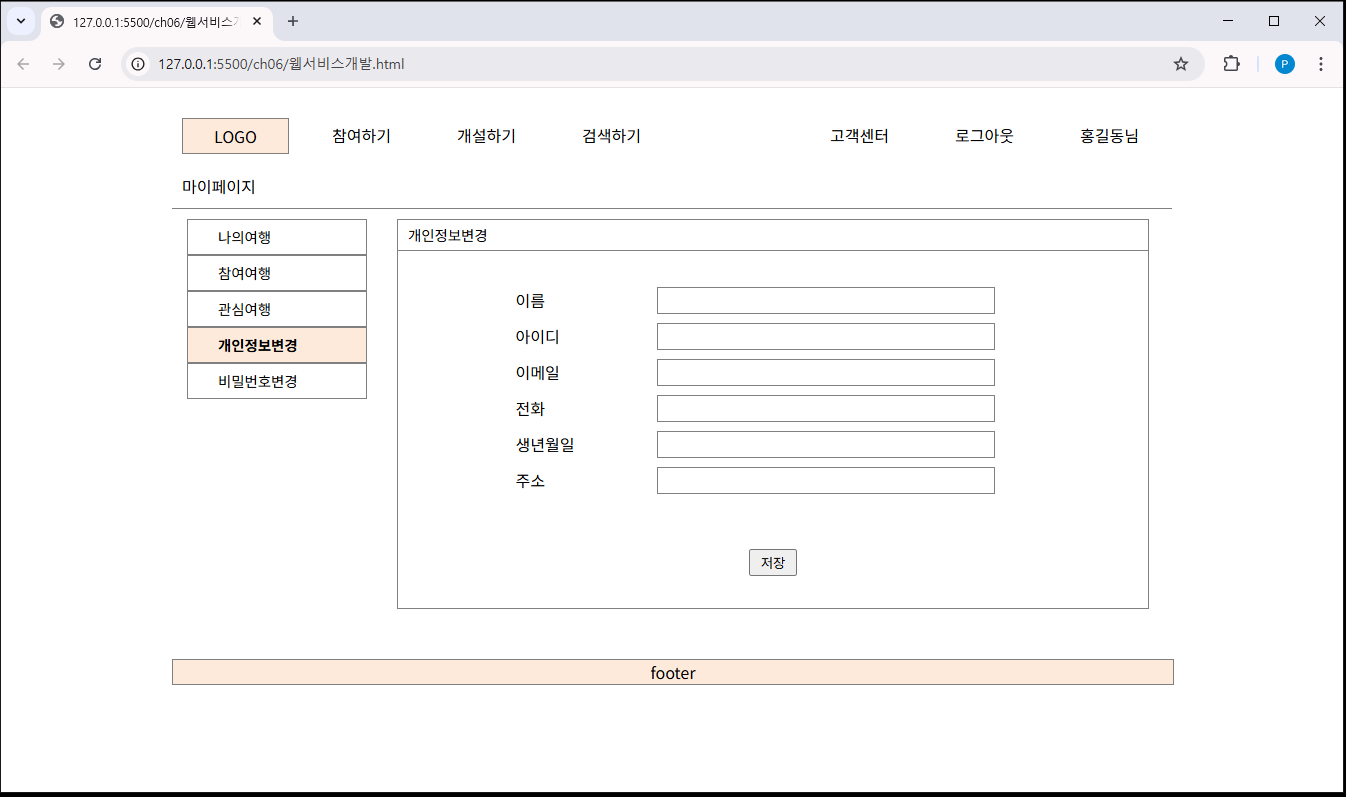 127.0.0.1:5500/ch06/웹서비스
127.0.0.1:5500/ch06/웹서비스개발.html
P
LOGO 참여하기 개설하기 검색하기 고객센터 로그아웃 홍길동님
마이페이지
나의여행
참여여행
관심여행
개인정보변경
비밀번호변경
개인정보변경
이름
아이디
이메일
전화
생년월일
주소
저장
footer